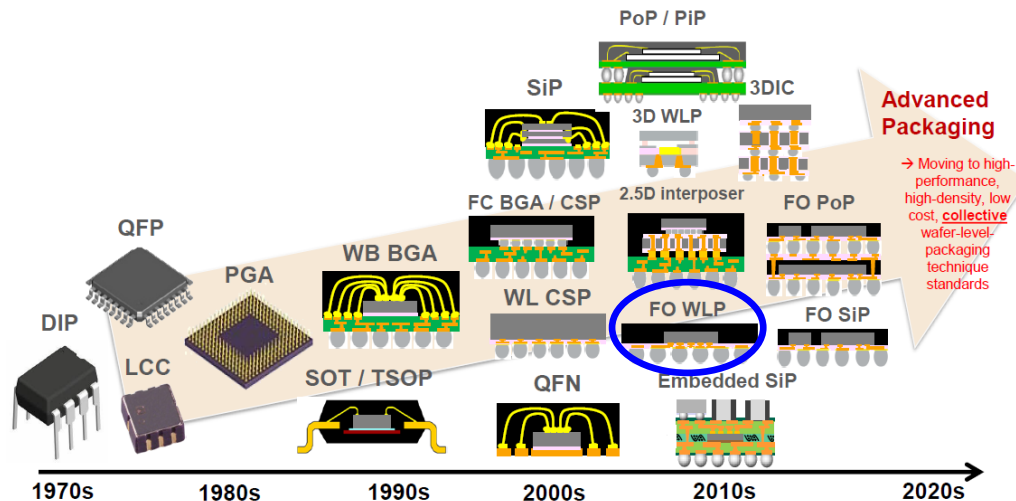 PoP / PiP
SiP
3D WLP
3DIC
Advanced
Packaging
→ Moving to high-
performance,
high-density, low
cost, collective
wafer-level-
packaging
technique
standards
FC BGA / CSP
2.5D interposer
FO PoP
QFP
PGA
WB BGA
WL CSP
FO WLP
FO SiP
DIP
LCC
SOT / TSOP
QFN
Embedded SiP
1970s
1980s
1990s
2000s
2010s
2020s